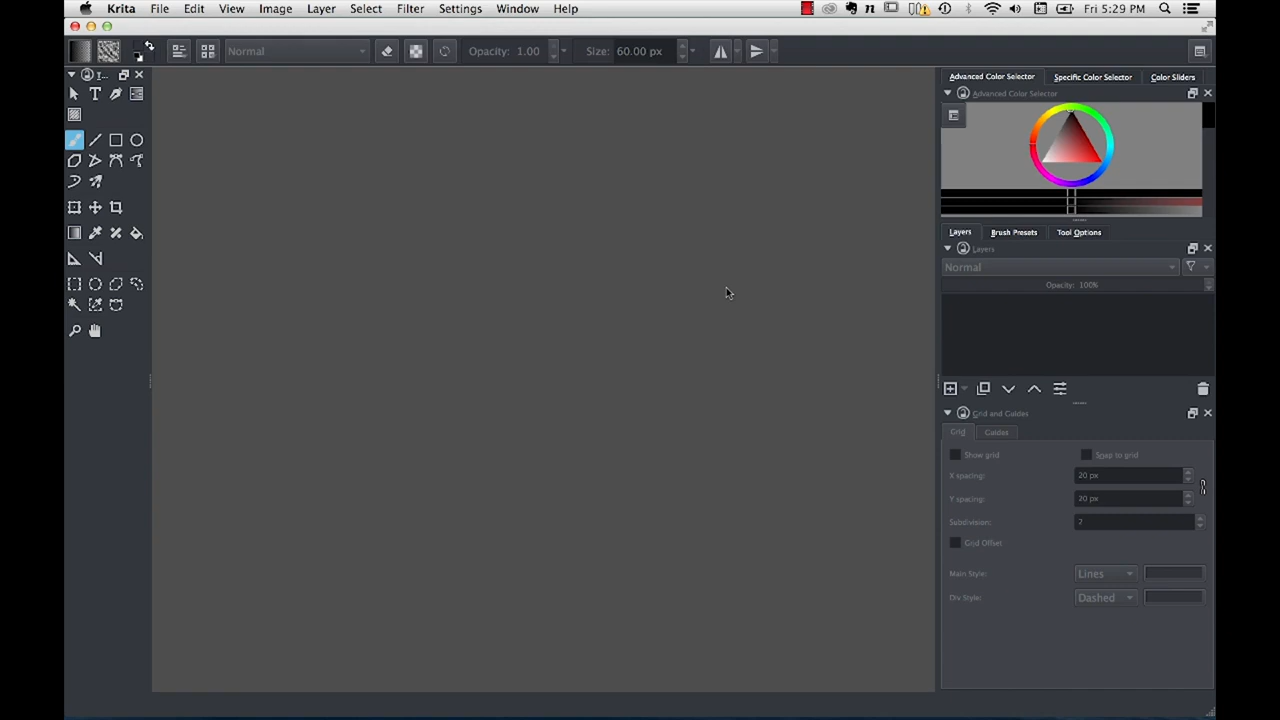 Krita File Edit View Image Layer Select Filter Settings Window Help Fri 5:29 PM
Normal Opacity: 1.00 Size: 60.00 px
Advanced Color Selector Specific Color Selector Color Sliders
Advanced Color Selector
Layers Brush Presets Tool Options
Layers
Normal
Opacity: 100%
Grid and Guides
Grid Guides
Show grid Snap to grid
X spacing: 20 px
Y spacing: 20 px
Subdivision: 2
Grid Offset
Main Style: Lines
Div Style: Dashed